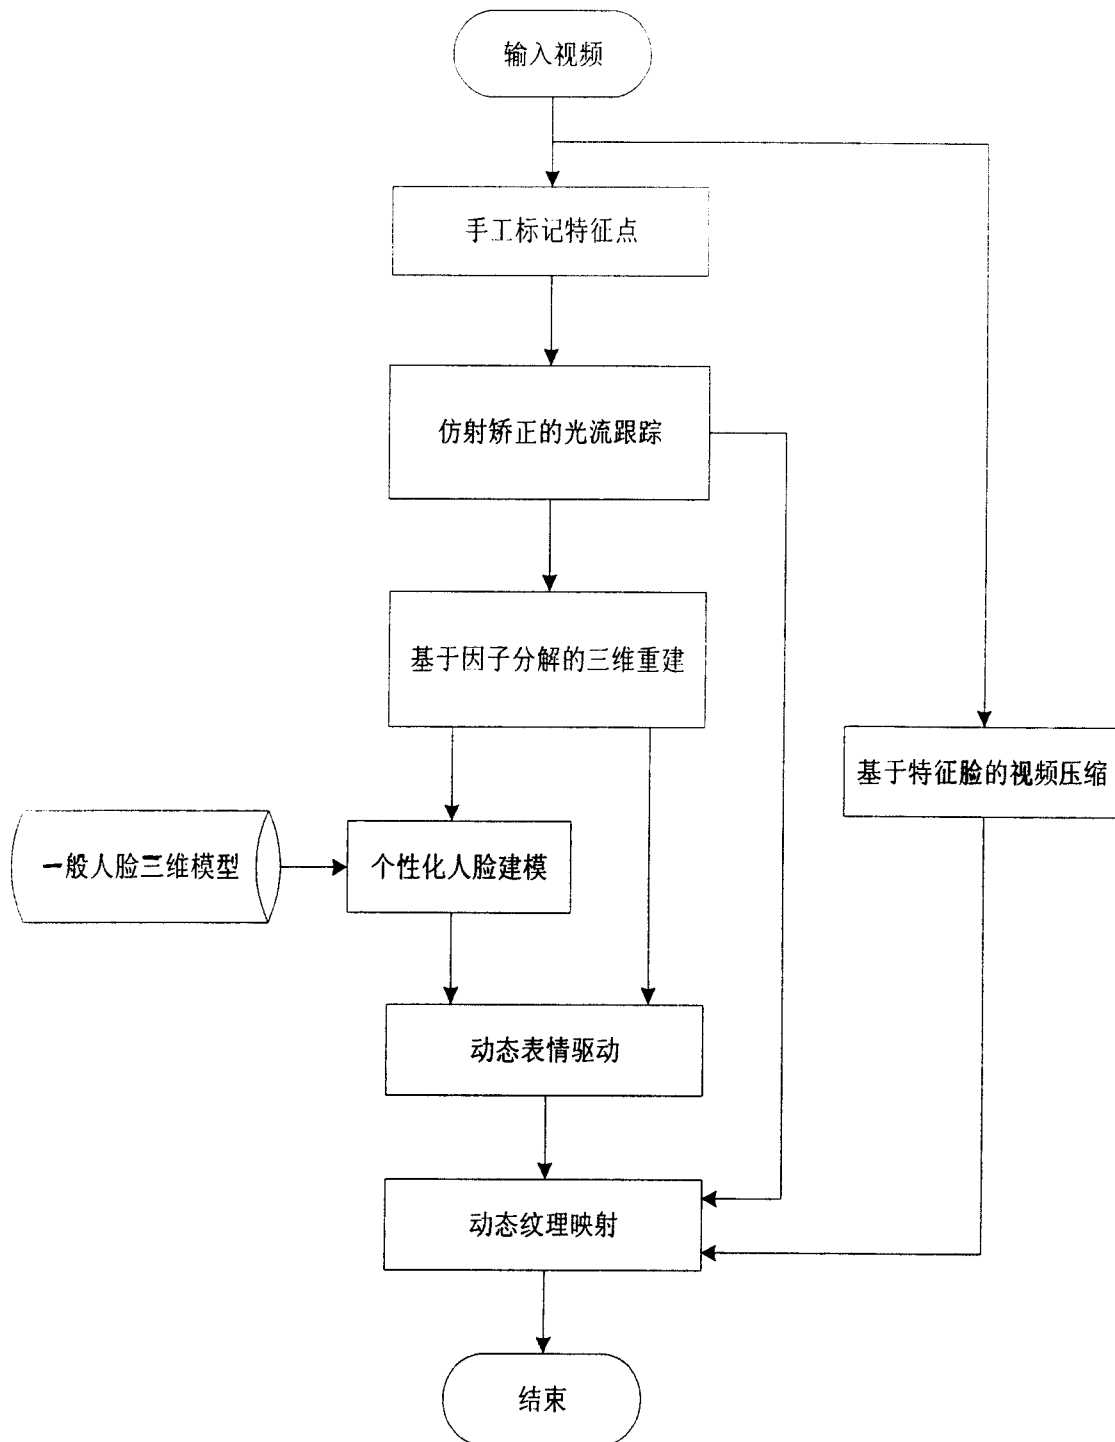 输入视频
手工标记特征点
仿射矫正的光流跟踪
基于因子分解的三维重建
基于特征脸的视频压缩
一般人脸三维模型
个性化人脸建模
动态表情驱动
动态纹理映射
结束